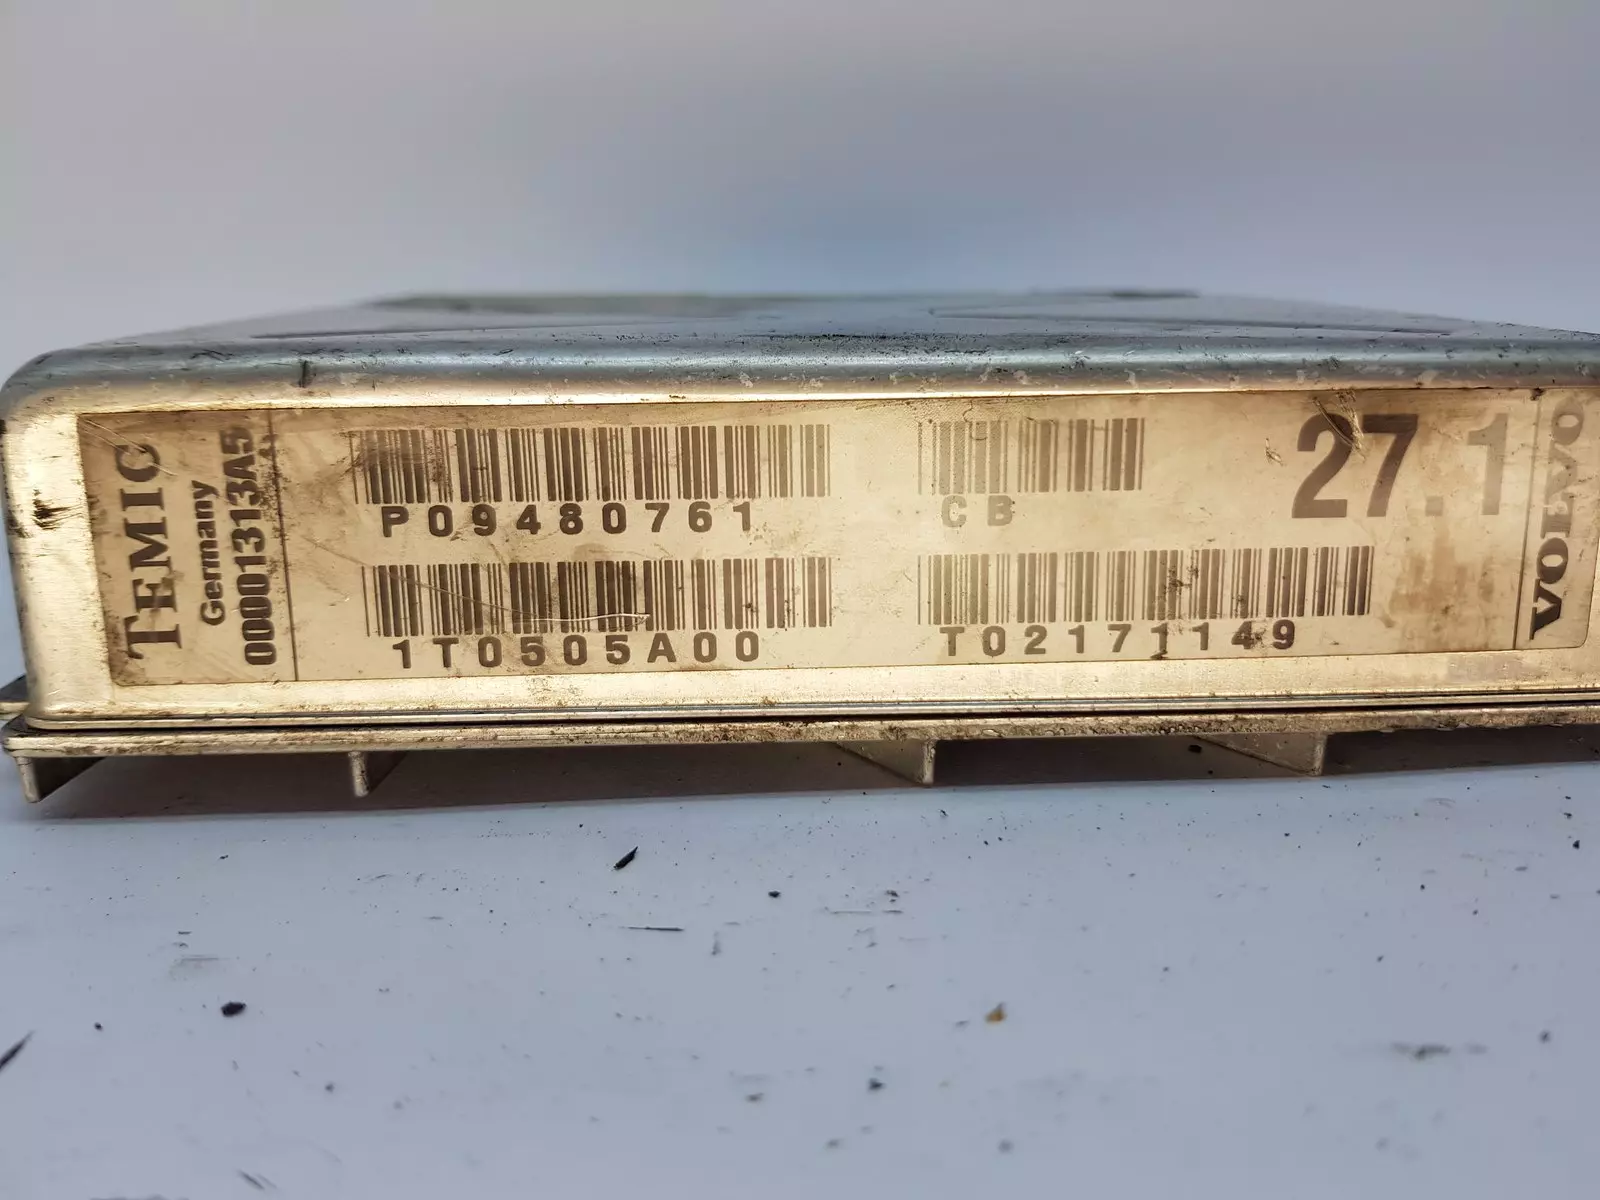 TEMIC
Germany
00001313A5
P09480761
1T0505A00
CB
T02171149
27.1
VOLVO